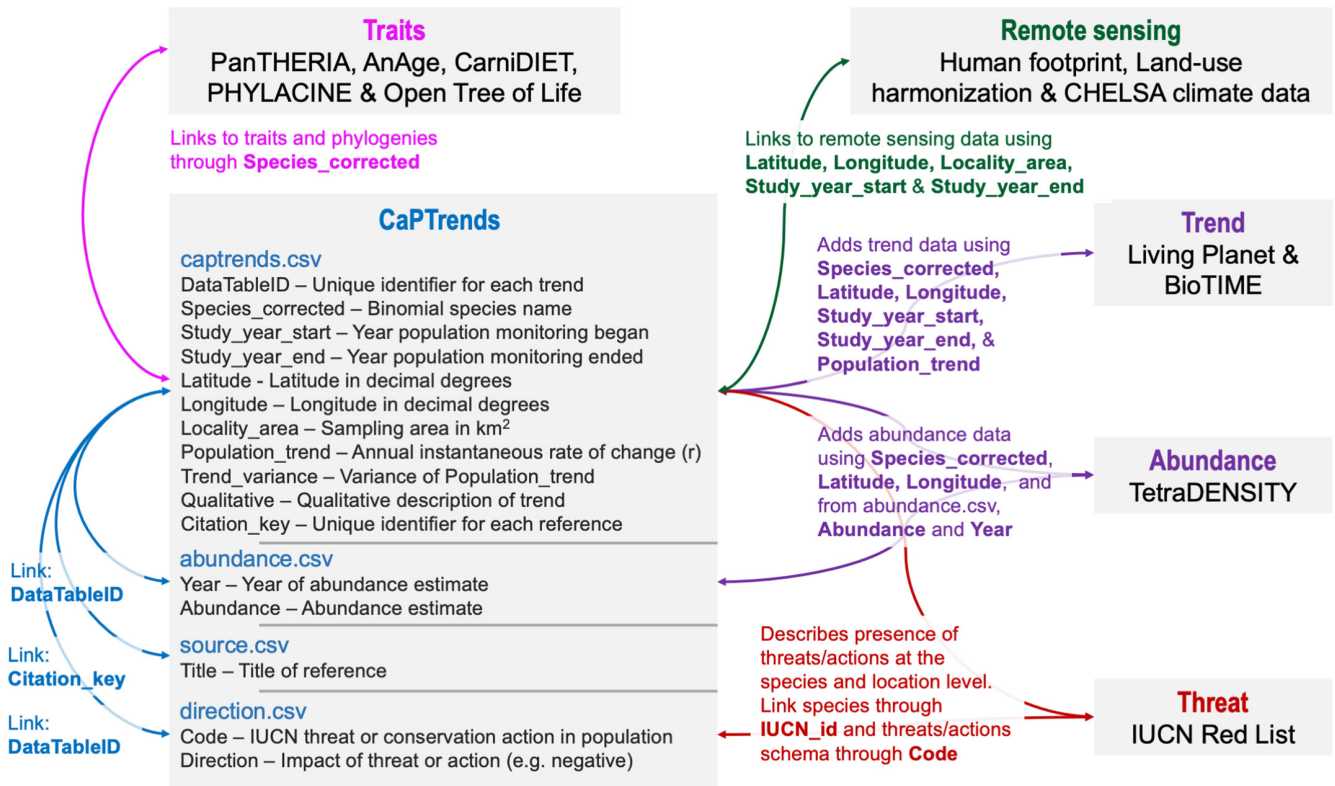 Traits
PanTHERIA, AnAge, CarniDIET,
PHYLACINE & Open Tree of Life
Links to traits and phylogenies
through Species_corrected
Remote sensing
Human footprint, Land-use
harmonization & CHELSA climate data
Links to remote sensing data using
Latitude, Longitude, Locality_area,
Study_year_start & Study_year_end
CaPTrends
captrends.csv
DataTableID – Unique identifier for each trend
Species_corrected – Binomial species name
Study_year_start – Year population monitoring began
Study_year_end – Year population monitoring ended
Latitude - Latitude in decimal degrees
Longitude – Longitude in decimal degrees
Locality_area – Sampling area in km²
Population_trend – Annual instantaneous rate of change (r)
Trend_variance – Variance of Population_trend
Qualitative – Qualitative description of trend
Citation_key – Unique identifier for each reference
abundance.csv
Year – Year of abundance estimate
Abundance – Abundance estimate
source.csv
Title – Title of reference
direction.csv
Code – IUCN threat or conservation action in population
Direction – Impact of threat or action (e.g. negative)
Link:
DataTableID
Link:
Citation_key
Link:
DataTableID
Adds trend data using
Species_corrected,
Latitude, Longitude,
Study_year_start,
Study_year_end, &
Population_trend
Trend
Living Planet &
BioTIME
Adds abundance data
using Species_corrected,
Latitude, Longitude, and
from abundance.csv,
Abundance and Year
Abundance
TetraDENSITY
Describes presence of
threats/actions at the
species and location level.
Link species through
IUCN_id and threats/actions
schema through Code
Threat
IUCN Red List